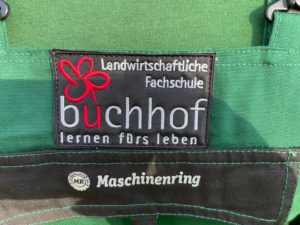 Landwirtschaftliche
Fachschule
buchhof
lernen fürs leben
MR Maschinenring